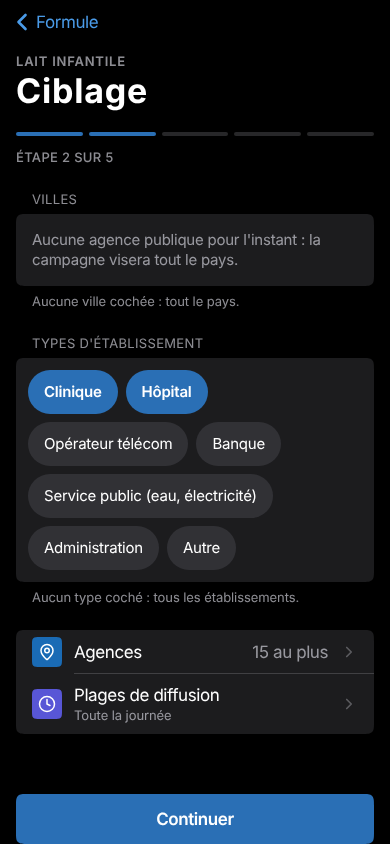 Formule
LAIT INFANTILE
Ciblage
ÉTAPE 2 SUR 5
VILLES
Aucune agence publique pour l'instant : la
campagne visera tout le pays.
Aucune ville cochée : tout le pays.
TYPES D'ÉTABLISSEMENT
Clinique
Hôpital
Opérateur télécom
Banque
Service public (eau, électricité)
Administration
Autre
Aucun type coché : tous les établissements.
Agences
15 au plus
Plages de diffusion
Toute la journée
Continuer